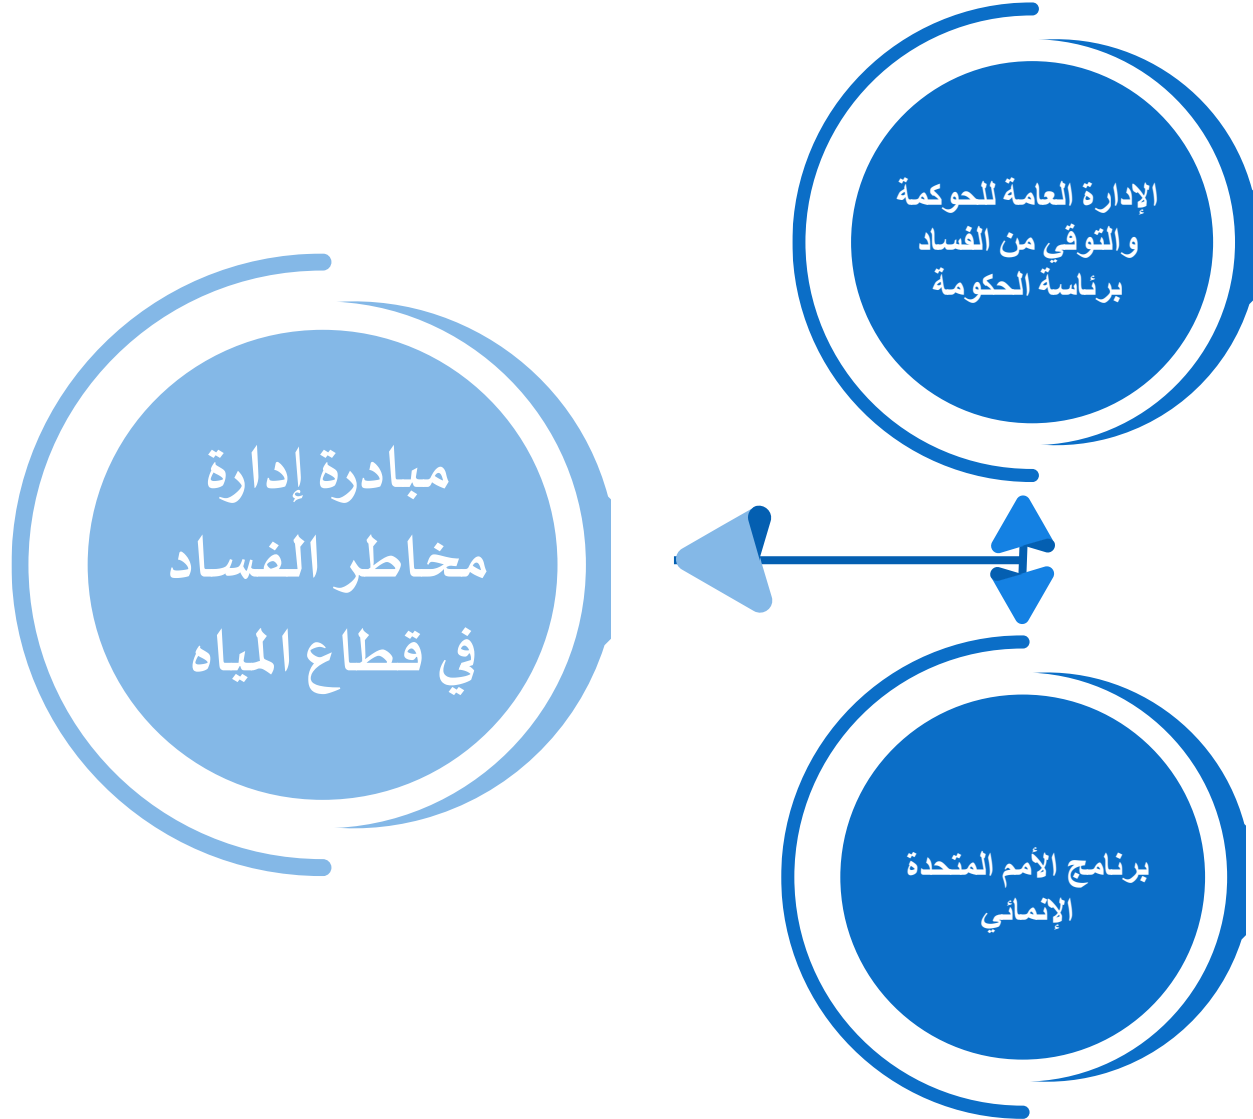 الإدارة العامة للحوكمة
والتوقي من الفساد
برئاسة الحكومة
مبادرة إدارة
مخاطر الفساد
في قطاع المياه
برنامج الأمم المتحدة
الإنمائي